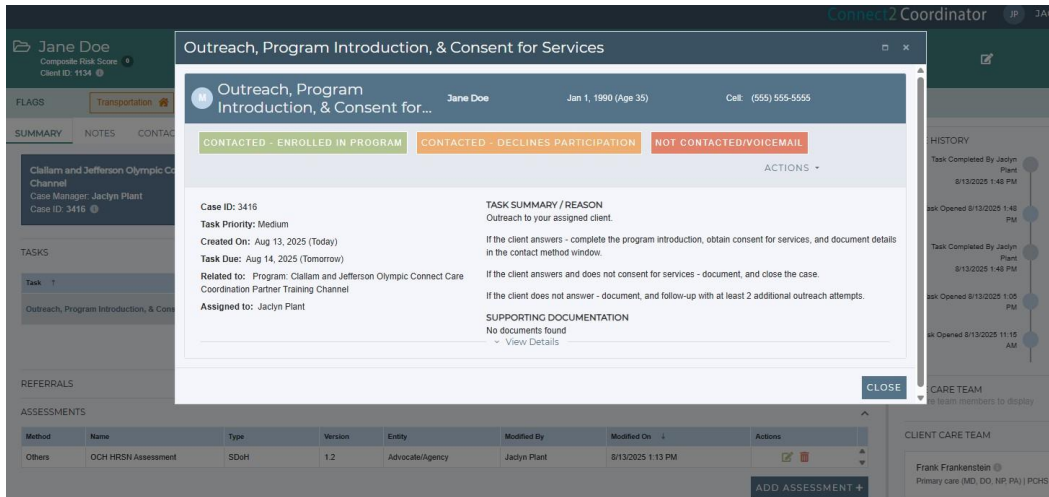 Connect2 Coordinator
JP
Jane Doe
Composite Risk Score 0
Client ID: 1134
FLAGS
Transportation
SUMMARY
NOTES
Clallam and Jefferson Olympic
Channel
Case Manager: Jaclyn Plant
Case ID: 3416
TASKS
Task
Outreach, Program Introduction, &
REFERRALS
Outreach, Program Introduction, & Consent for Services
M
Outreach, Program
Introduction, & Consent for...
Jane Doe
Jan 1, 1990 (Age 35)
Cell: (555) 555-5555
CONTACTED - ENROLLED IN PROGRAM
CONTACTED - DECLINES PARTICIPATION
NOT CONTACTED/VOICEMAIL
ACTIONS
Case ID: 3416
Task Priority: Medium
Created On: Aug 13, 2025 (Today)
Task Due: Aug 14, 2025 (Tomorrow)
Related to: Program: Clallam and Jefferson Olympic Connect Care
Coordination Partner Training Channel
Assigned to: Jaclyn Plant
TASK SUMMARY / REASON
Outreach to your assigned client.
If the client answers - complete the program introduction, obtain consent for services, and document details
in the contact method window.
If the client answers and does not consent for services - document, and close the case.
If the client does not answer - document, and follow-up with at least 2 additional outreach attempts.
SUPPORTING DOCUMENTATION
No documents found
View Details
CLOSE
ASSESSMENTS
Method Name Type Version Entity Modified By Modified On Actions
Others OCH HRSN Assessment SDoH 1.2 Advocate/Agency Jaclyn Plant 8/13/2025 1:13 PM
ADD ASSESSMENT +
HISTORY
Task Completed By Jaclyn
Plant
8/13/2025 1:48 PM
Opened 8/13/2025 1:48
PM
Task Completed By Jaclyn
Plant
8/13/2025 1:48 PM
Opened 8/13/2025 1:05
PM
Opened 8/13/2025 11:15
AM
CARE TEAM
team members to display
CLIENT CARE TEAM
Frank Frankenstein
Primary care (MD, DO, NP, PA) | PCHS